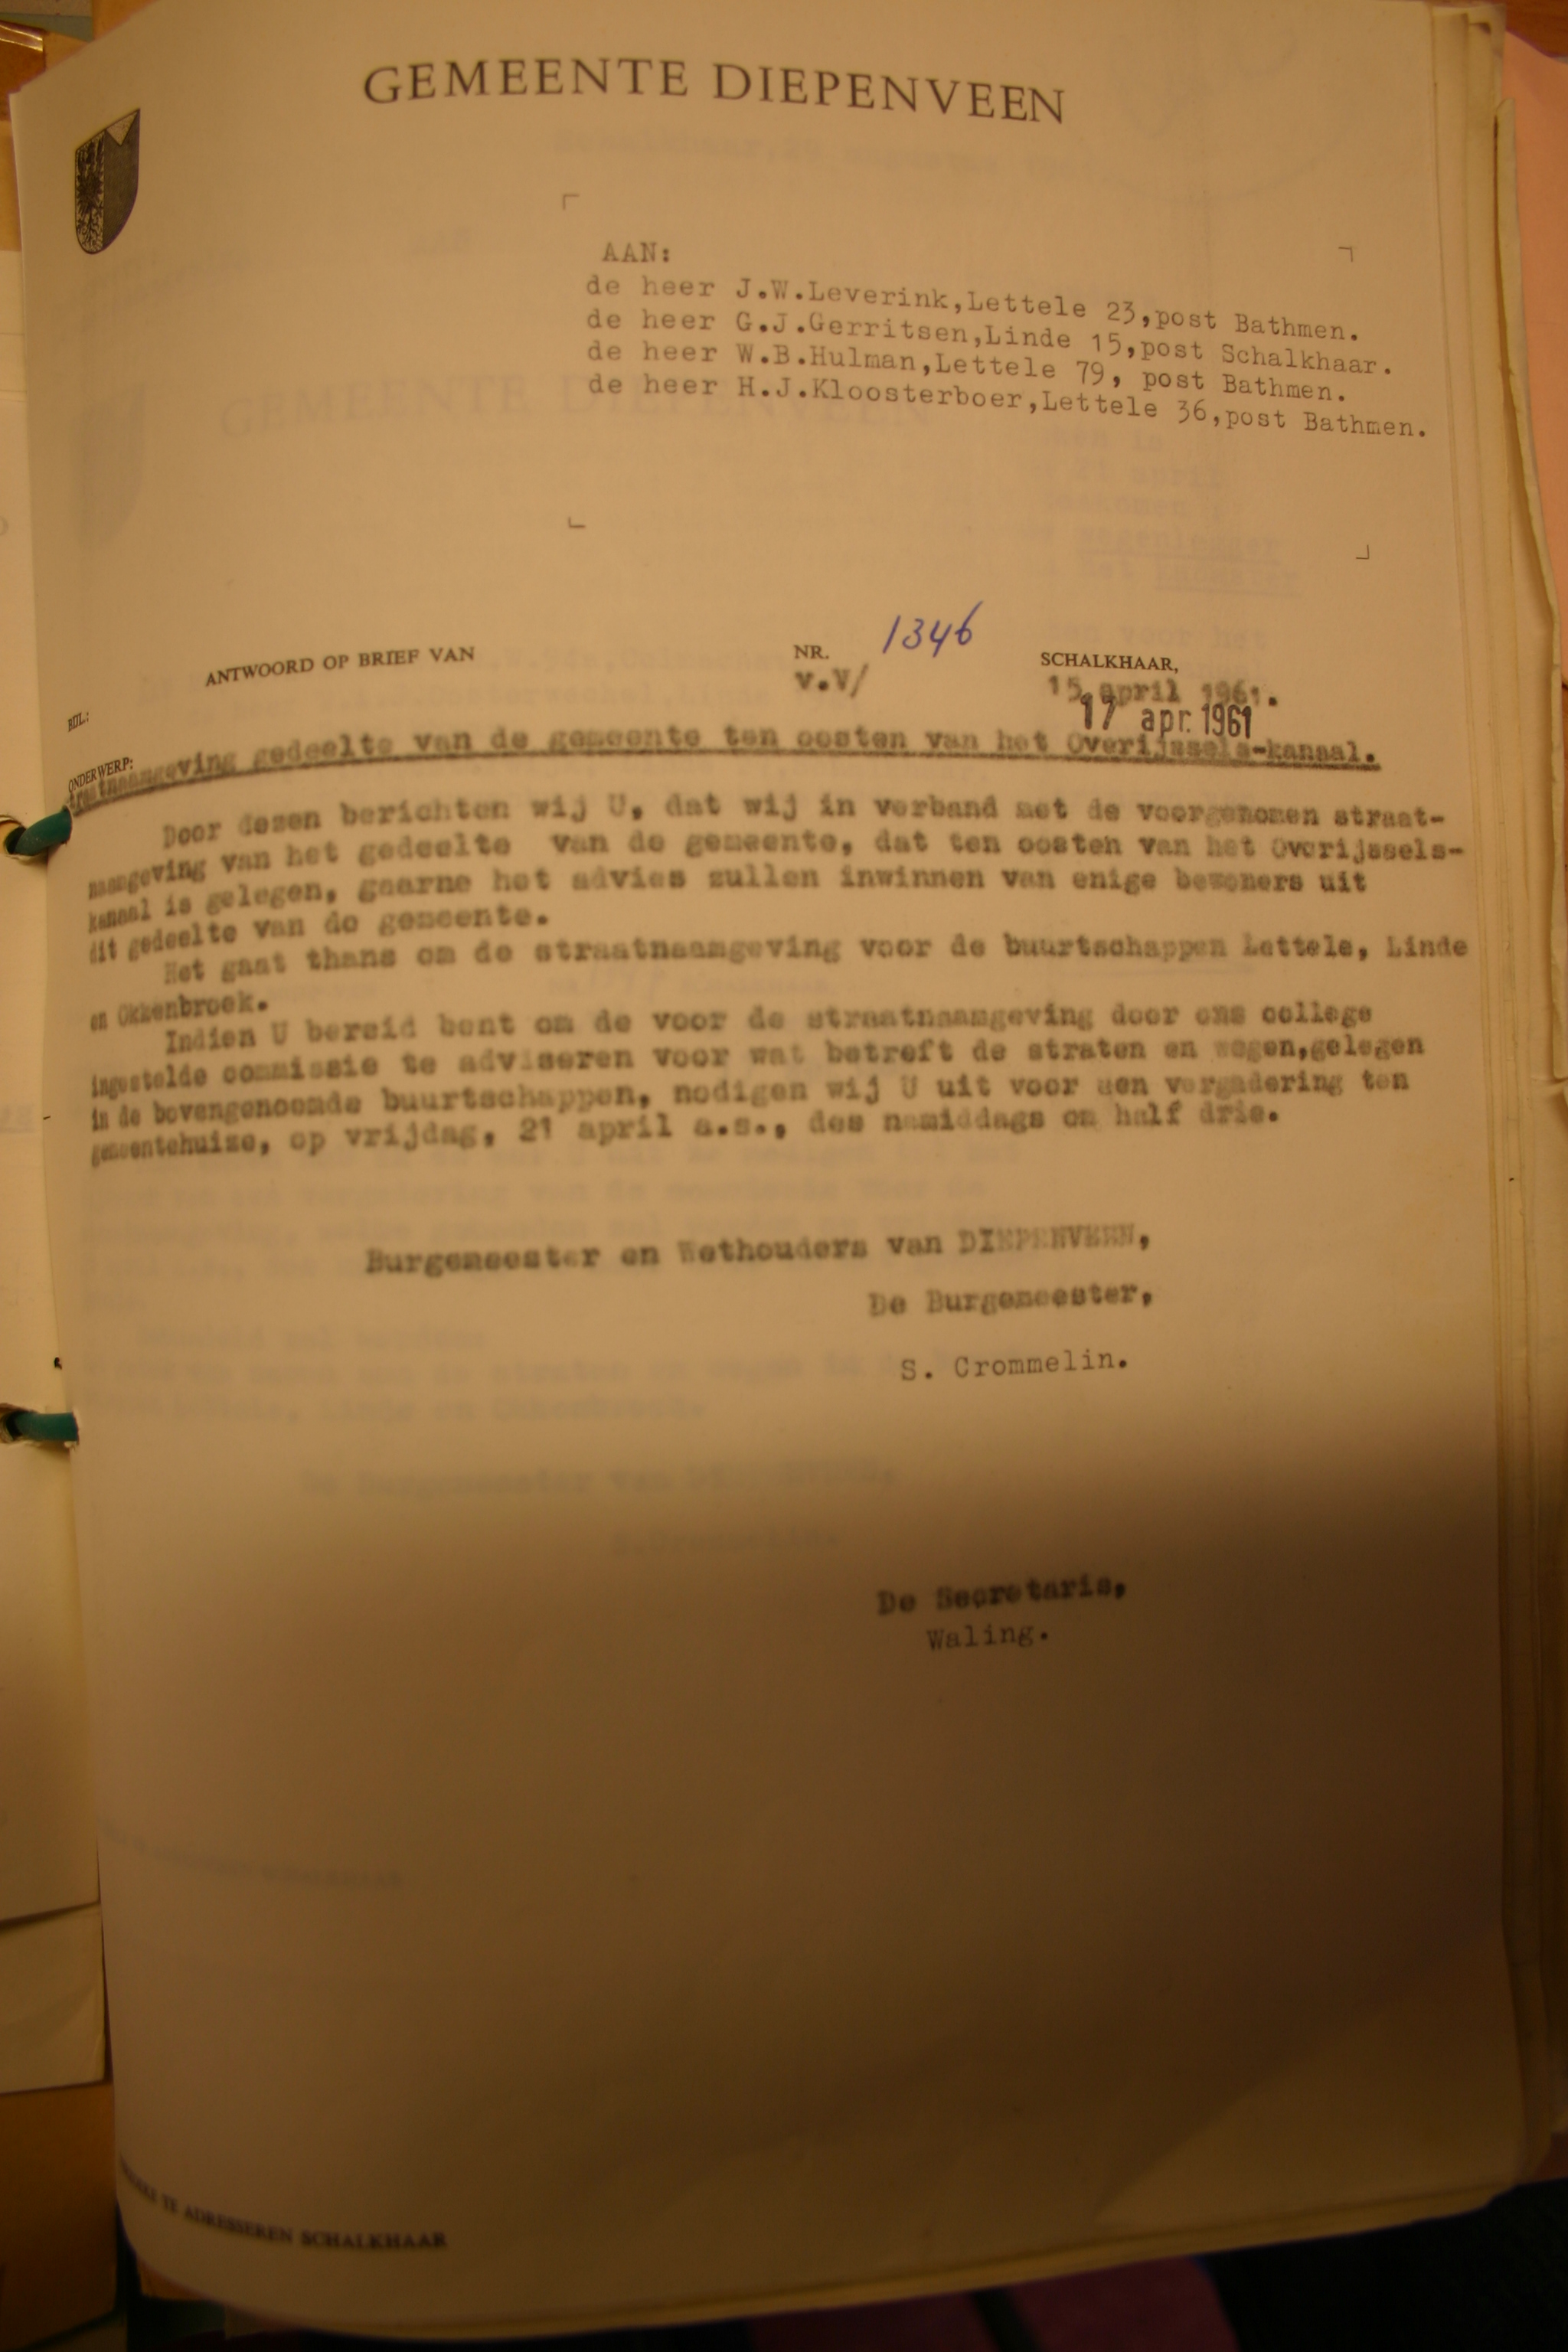 GEMEENTE DIEPENVEEN
AAN:
de heer J.W.Leverink,Lettele 23,post Bathmen.
de heer G.J.Gerritsen,Linde 15,post Schalkhaar.
de heer W.B.Hulman,Lettele 79, post Bathmen.
de heer H.J.Kloosterboer,Lettele 36,post Bathmen.
ANTWOORD OP BRIEF VAN
NR. 1346
v.V/
SCHALKHAAR,
15 april 1961.
17 apr. 1961
BIJL.:
ONDERWERP:
straatnaamgeving gedeelte van de gemeente ten oosten van het Overijssels-kanaal.
Door dezen berichten wij U, dat wij in verband met de voorgenomen straat-
naamgeving van het gedeelte van de gemeente, dat ten oosten van het Overijssels-
kanaal is gelegen, gaarne het advies zullen inwinnen van enige bewoners uit
dit gedeelte van de gemeente.
Het gaat thans om de straatnaamgeving voor de buurtschappen Lettele, Linde
en Okkenbroek.
Indien U bereid bent om de voor de straatnaamgeving door ons college
ingestelde commissie te adviseren voor wat betreft de straten en wegen,gelegen
in de bovengenoemde buurtschappen, nodigen wij U uit voor een vergadering ten
gemeentehuize, op vrijdag, 21 april a.s., des namiddags om half drie.
Burgemeester en Wethouders van DIEPENVEEN,
De Burgemeester,
S. Crommelin.
De Secretaris,
Waling.
TE ADRESSEREN SCHALKHAAR